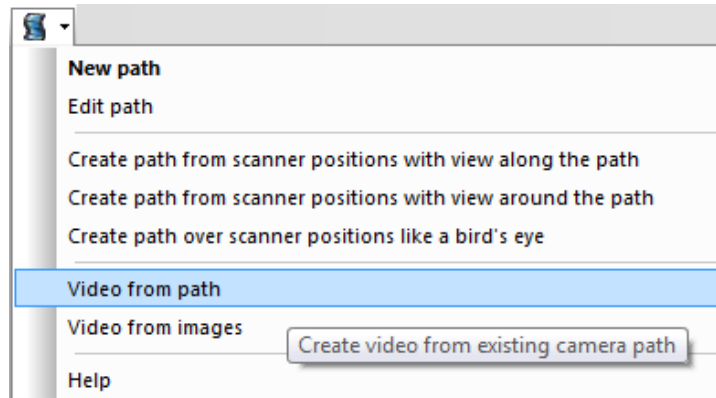 New path
Edit path
Create path from scanner positions with view along the path
Create path from scanner positions with view around the path
Create path over scanner positions like a bird's eye
Video from path
Video from images
Create video from existing camera path
Help